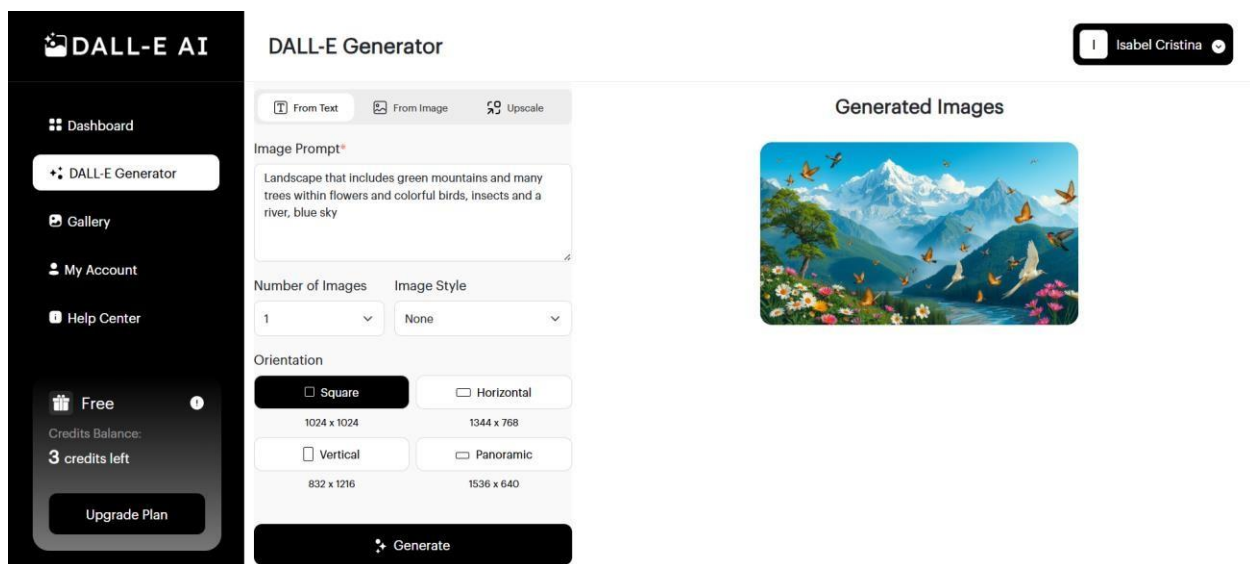 DALL-E AI
DALL-E Generator
I Isabel Cristina
Dashboard
DALL-E Generator
Gallery
My Account
Help Center
Free
Credits Balance:
3 credits left
Upgrade Plan
From Text From Image Upscale
Image Prompt*
Landscape that includes green mountains and many
trees within flowers and colorful birds, insects and a
river, blue sky
Number of Images Image Style
1 None
Orientation
Square Horizontal
1024 x 1024 1344 x 768
Vertical Panoramic
832 x 1216 1536 x 640
Generate
Generated Images